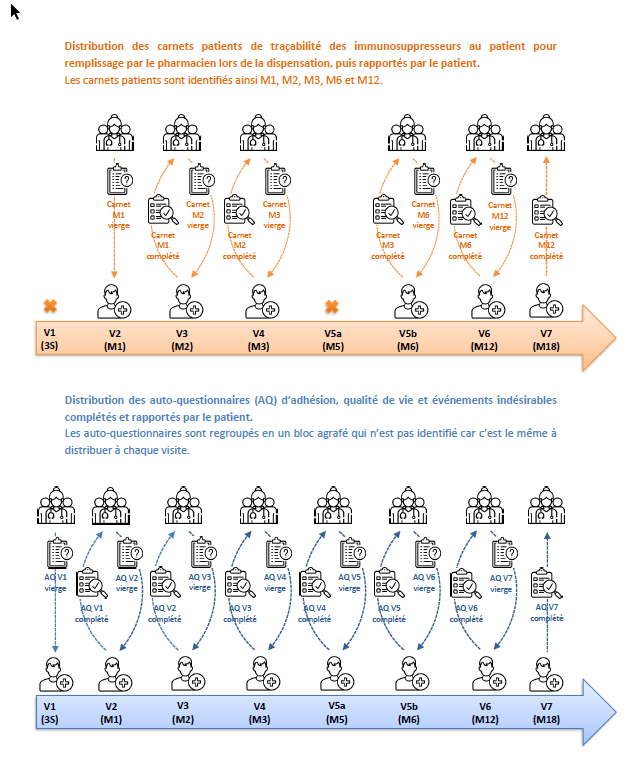 Distribution des carnets patients de traçabilité des immunosuppresseurs au patient pour
remplissage par le pharmacien lors de la dispensation, puis rapportés par le patient.
Les carnets patients sont identifiés ainsi M1, M2, M3, M6 et M12.
Carnet
M1
vierge
Carnet
M1
complété
Carnet
M2
vierge
Carnet
M2
complété
Carnet
M3
vierge
Carnet
M3
complété
Carnet
M6
vierge
Carnet
M6
complété
Carnet
M12
vierge
Carnet
M12
complété
V1 V2 V3 V4 V5a V5b V6 V7
(3S) (M1) (M2) (M3) (M5) (M6) (M12) (M18)
Distribution des auto-questionnaires (AQ) d’adhésion, qualité de vie et événements indésirables
complétés et rapportés par le patient.
Les auto-questionnaires sont regroupés en un bloc agrafé qui n’est pas identifié car c’est le même à
distribuer à chaque visite.
AQ V1
vierge
AQ V1
complété
AQ V2
vierge
AQ V2
complété
AQ V3
vierge
AQ V3
complété
AQ V4
vierge
AQ V4
complété
AQ V5
vierge
AQ V5
complété
AQ V6
vierge
AQ V6
complété
AQ V7
vierge
AQ V7
complété
V1 V2 V3 V4 V5a V5b V6 V7
(3S) (M1) (M2) (M3) (M5) (M6) (M12) (M18)